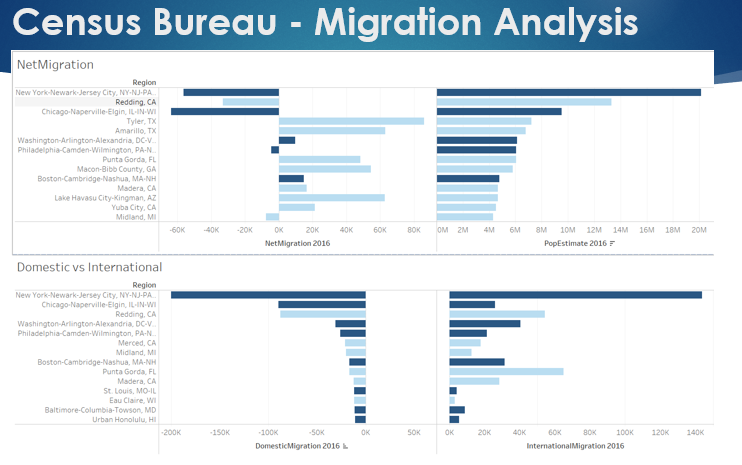 Census Bureau - Migration Analysis
NetMigration
Region
New York-Newark-Jersey City, NY-NJ-PA..
Redding, CA
Chicago-Naperville-Elgin, IL-IN-WI
Tyler, TX
Amarillo, TX
Washington-Arlington-Alexandria, DC-V..
Philadelphia-Camden-Wilmington, PA-N..
Punta Gorda, FL
Macon-Bibb County, GA
Boston-Cambridge-Nashua, MA-NH
Madera, CA
Lake Havasu City-Kingman, AZ
Yuba City, CA
Midland, MI
-60K -40K -20K 0K 20K 40K 60K 80K 0M 2M 4M 6M 8M 10M 12M 14M 16M 18M 20M
NetMigration 2016 PopEstimate 2016
Domestic vs International
Region
New York-Newark-Jersey City, NY-NJ-PA..
Chicago-Naperville-Elgin, IL-IN-WI
Redding, CA
Washington-Arlington-Alexandria, DC-V..
Philadelphia-Camden-Wilmington, PA-N..
Merced, CA
Midland, MI
Boston-Cambridge-Nashua, MA-NH
Punta Gorda, FL
Madera, CA
St. Louis, MO-IL
Eau Claire, WI
Baltimore-Columbia-Towson, MD
Urban Honolulu, HI
-200K -150K -100K -50K 0K 50K 0K 20K 40K 60K 80K 100K 120K 140K
DomesticMigration 2016 InternationalMigration 2016